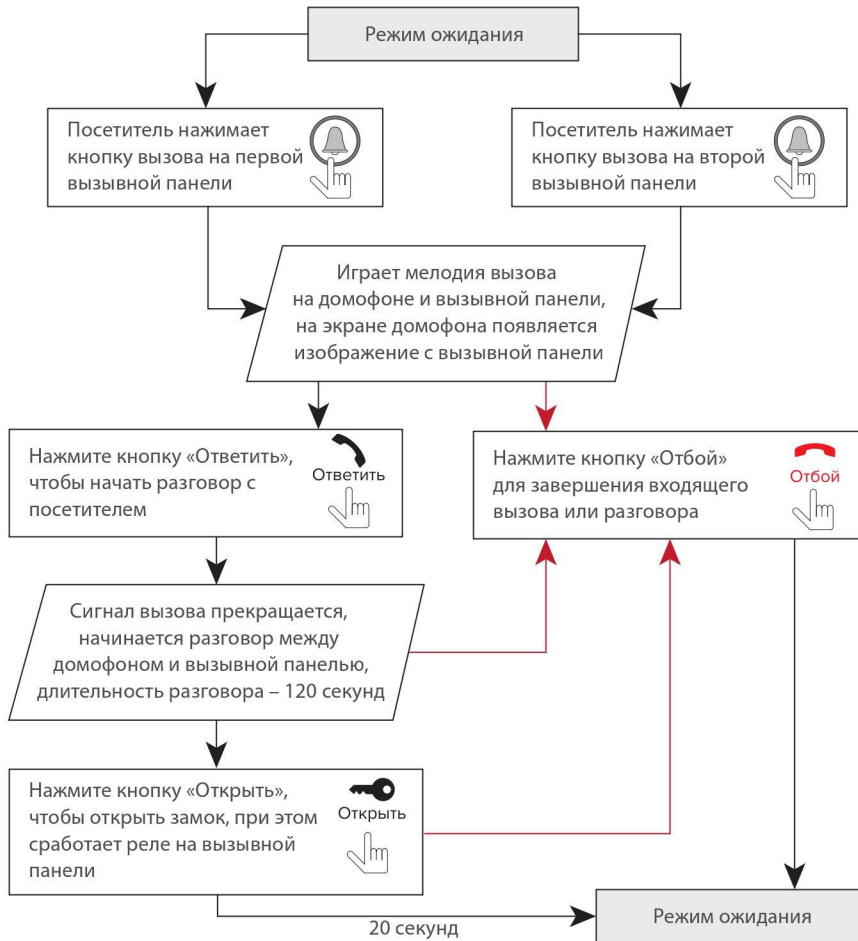 Режим ожидания
Посетитель нажимает
кнопку вызова на первой
вызывной панели
Посетитель нажимает
кнопку вызова на второй
вызывной панели
Играет мелодия вызова
на домофоне и вызывной панели,
на экране домофона появляется
изображение с вызывной панели
Нажмите кнопку «Ответить»,
чтобы начать разговор с
посетителем
Ответить
Нажмите кнопку «Отбой»
для завершения входящего
вызова или разговора
Отбой
Сигнал вызова прекращается,
начинается разговор между
домофоном и вызывной панелью,
длительность разговора – 120 секунд
Нажмите кнопку «Открыть»,
чтобы открыть замок, при этом
сработает реле на вызывной
панели
Открыть
20 секунд
Режим ожидания